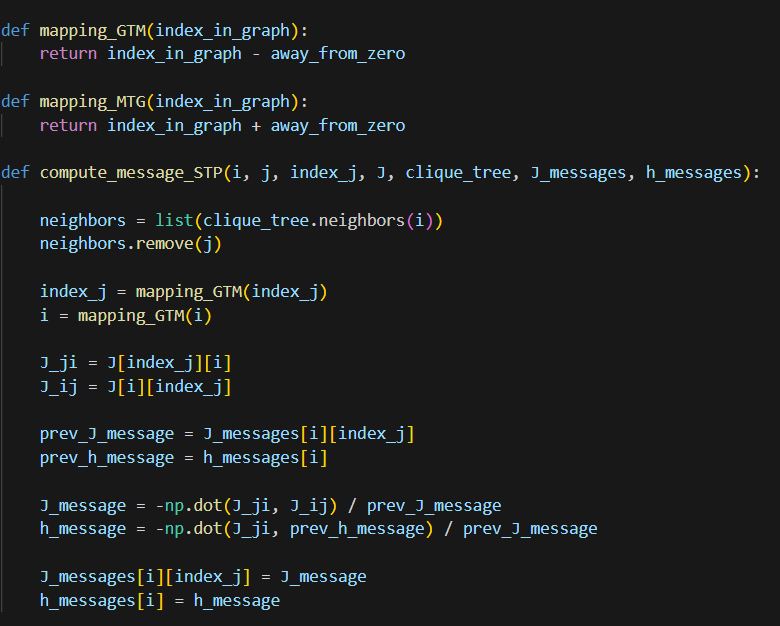 def mapping_GTM(index_in_graph):
    return index_in_graph - away_from_zero
def mapping_MTG(index_in_graph):
    return index_in_graph + away_from_zero
def compute_message_STP(i, j, index_j, J, clique_tree, J_messages, h_messages):
    neighbors = list(clique_tree.neighbors(i))
    neighbors.remove(j)
    index_j = mapping_GTM(index_j)
    i = mapping_GTM(i)
    J_ji = J[index_j][i]
    J_ij = J[i][index_j]
    prev_J_message = J_messages[i][index_j]
    prev_h_message = h_messages[i]
    J_message = -np.dot(J_ji, J_ij) / prev_J_message
    h_message = -np.dot(J_ji, prev_h_message) / prev_J_message
    J_messages[i][index_j] = J_message
    h_messages[i] = h_message